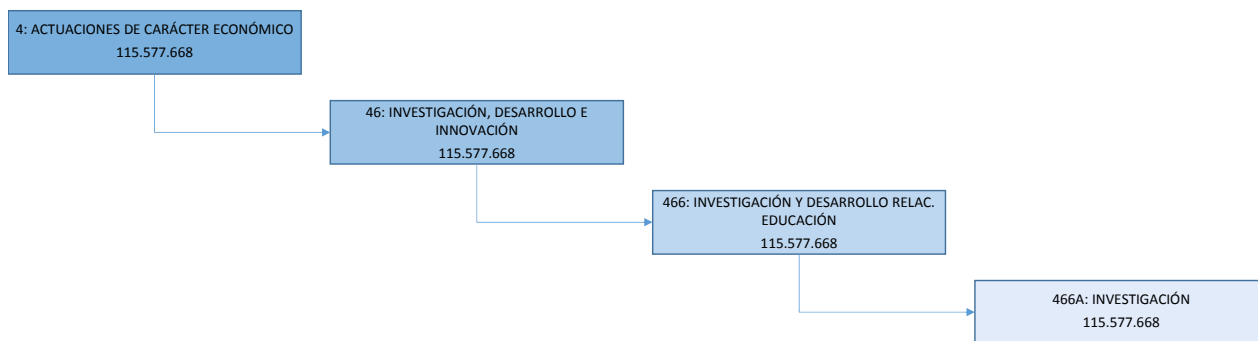 4: ACTUACIONES DE CARÁCTER ECONÓMICO
115.577.668
46: INVESTIGACIÓN, DESARROLLO E
INNOVACIÓN
115.577.668
466: INVESTIGACIÓN Y DESARROLLO RELAC.
EDUCACIÓN
115.577.668
466A: INVESTIGACIÓN
115.577.668